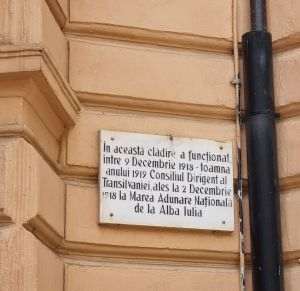 În această clădire a funcționat
între 9 Decembrie 1918 - toamna
anului 1919 Consiliul Dirigent al
Transilvaniei, ales la 2 Decembrie
1918 la Marea Adunare Națională
de la Alba Iulia